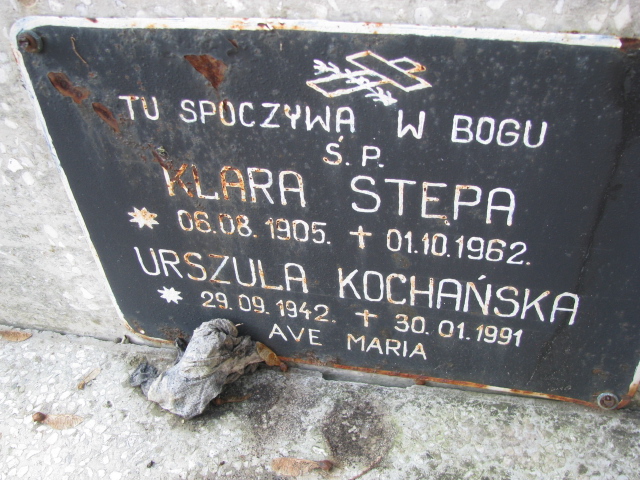 TU SPOCZYWA W BOGU
Ś. P.
KLARA STĘPA
06.08.1905. 01.10.1962.
URSZULA KOCHAŃSKA
29.09.1942. 30.01.1991
AVE MARIA